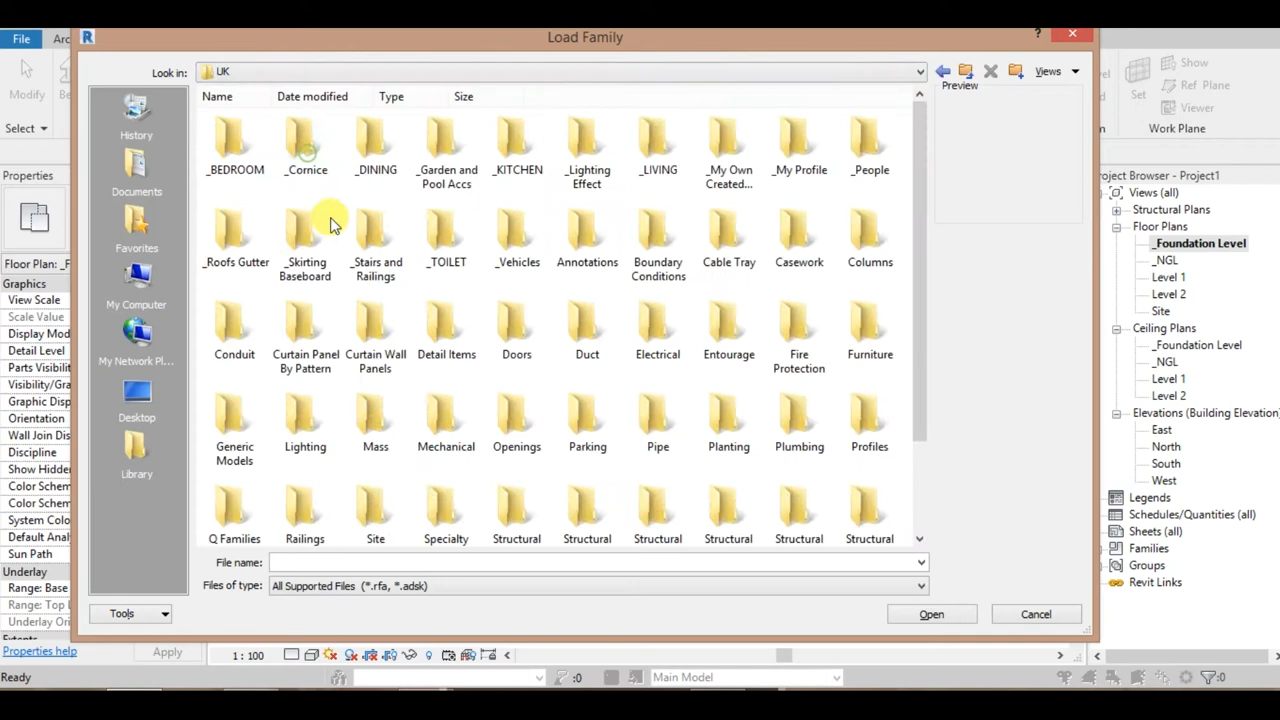 Load Family
?
File
Arc
Modify
Be
Select
Look in:
UK
Views
Name
Date modified
Type
Size
Preview
Show
Ref Plane
Viewer
Set
Work Plane
History
Documents
Favorites
My Computer
My Network Pl...
Desktop
Library
_BEDROOM
_Cornice
_DINING
_Garden and
Pool Accs
_KITCHEN
_Lighting
Effect
_LIVING
_My Own
Created...
_My Profile
_People
_Roofs Gutter
_Skirting
Baseboard
_Stairs and
Railings
_TOILET
_Vehicles
Annotations
Boundary
Conditions
Cable Tray
Casework
Columns
Conduit
Curtain Panel
By Pattern
Curtain Wall
Panels
Detail Items
Doors
Duct
Electrical
Entourage
Fire
Protection
Furniture
Generic
Models
Lighting
Mass
Mechanical
Openings
Parking
Pipe
Planting
Plumbing
Profiles
Q Families
Railings
Site
Specialty
Structural
Structural
Structural
Structural
Structural
Structural
File name:
Files of type:
All Supported Files (*.rfa, *.adsk)
Tools
Open
Cancel
Properties
Floor Plan: _F
Graphics
View Scale
Scale Value
Display Mod
Detail Level
Parts Visibility
Visibility/Gra
Graphic Disp
Orientation
Wall Join Dis
Discipline
Show Hidden
Color Schem
Color Schem
System Colo
Default Analy
Sun Path
Underlay
Range: Base
Range: Top L
Underlay Ori
Extents
Properties help
Apply
Project Browser - Project1
Views (all)
Structural Plans
Floor Plans
_Foundation Level
_NGL
Level 1
Level 2
Site
Ceiling Plans
_Foundation Level
_NGL
Level 1
Level 2
Elevations (Building Elevation
East
North
South
West
Legends
Schedules/Quantities (all)
Sheets (all)
Families
Groups
Revit Links
1 : 100
Ready
:0
Main Model
:0